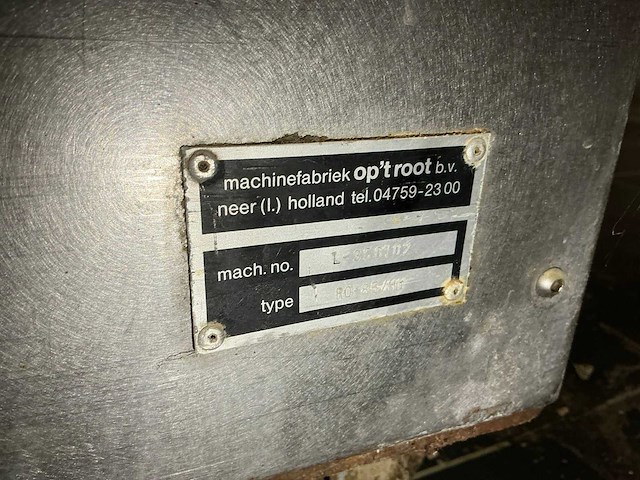 machinefabriek op't root b.v.
neer (l.) holland tel. 04759-2300
mach. no.
type